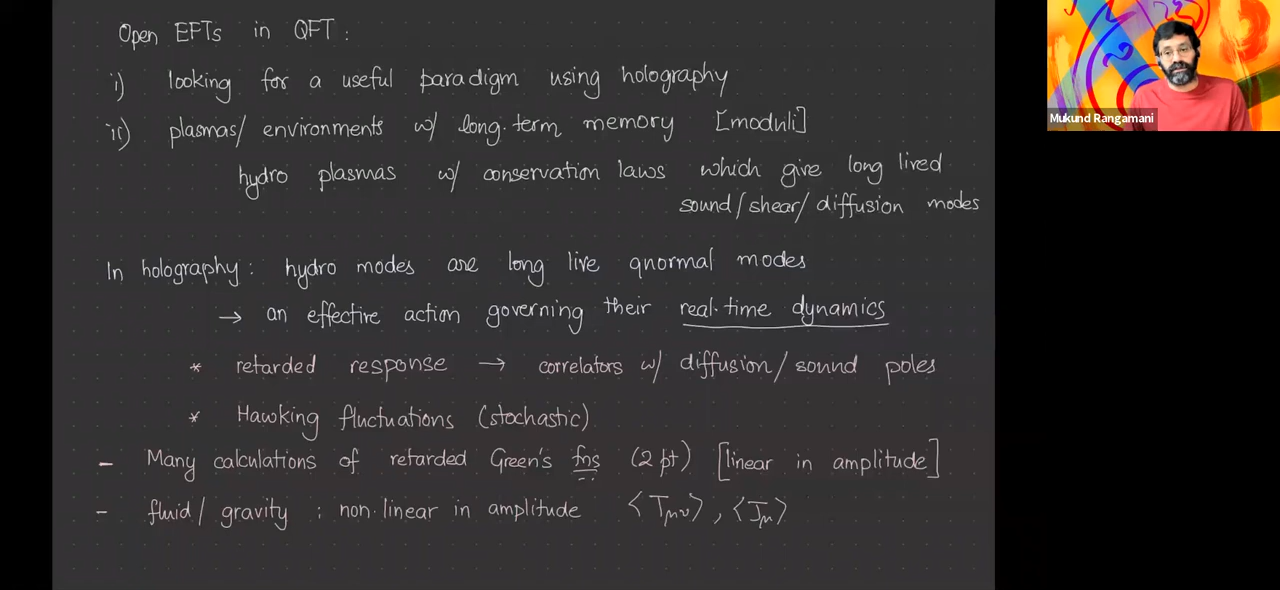 Open EFTs in QFT:
i) looking for a useful paradigm using holography
ii) plasmas/ environments w/ long-term memory [moduli]
hydro plasmas w/ conservation laws which give long lived
sound/shear/diffusion modes
In holography: hydro modes are long live qnormal modes
→ an effective action governing their real-time dynamics
* retarded response → correlators w/ diffusion/sound poles
* Hawking fluctuations (stochastic)
- Many calculations of retarded Green's fns (2 pt) [linear in amplitude]
- fluid/ gravity : non-linear in amplitude ⟨Tμν⟩, ⟨Jμ⟩
Mukund Rangamani